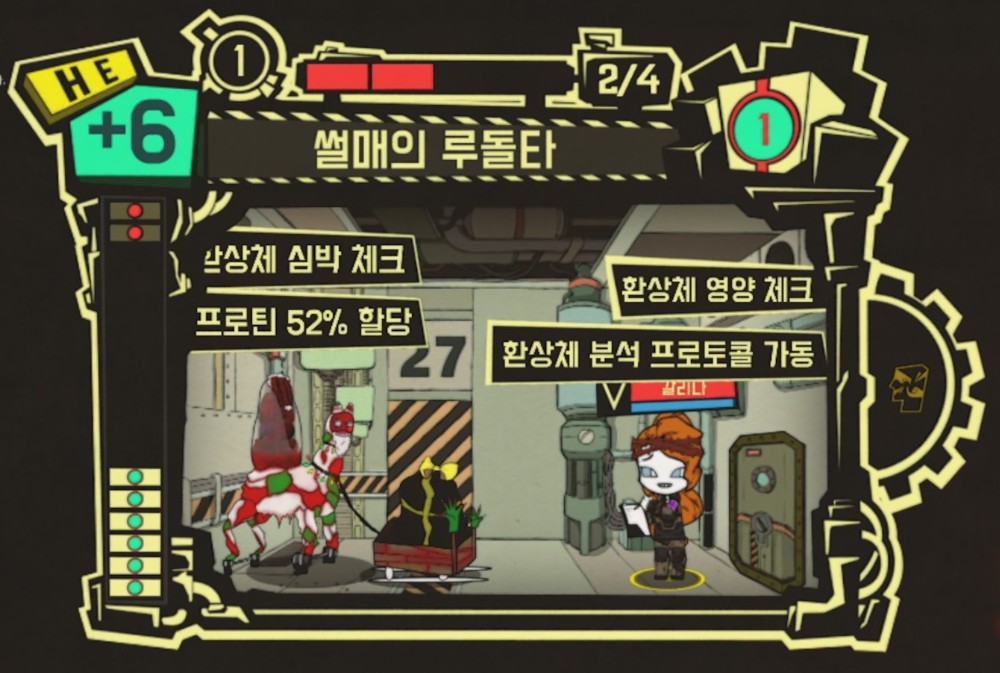 HE
+6
1
2/4
썰매의 루돌타
1
환상체 심박 체크
프로틴 52% 할당
27
환상체 영양 체크
환상체 분석 프로토콜 가동
V